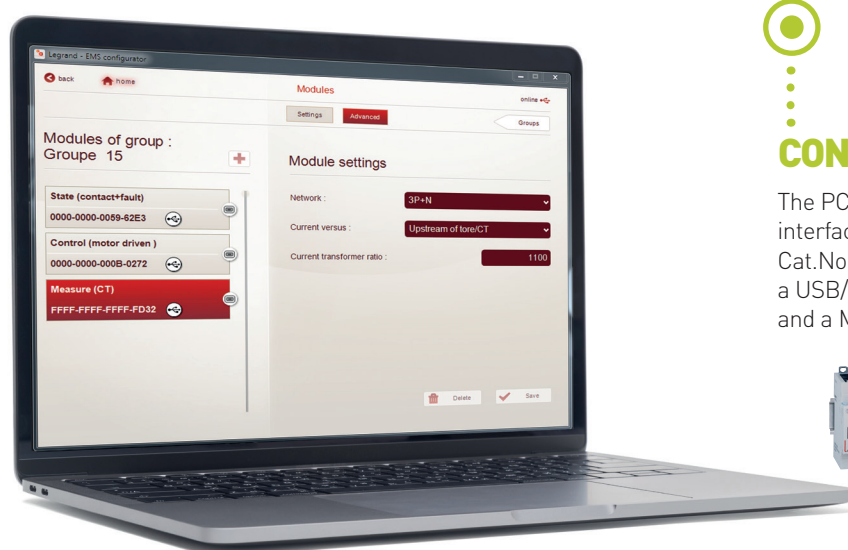 Legrand - EMS configurator
back
home
Modules
online
Settings
Advanced
Groups
Modules of group :
Groupe 15
State (contact+fault)
0000-0000-0059-62E3
Control (motor driven )
0000-0000-000B-0272
Measure (CT)
FFFF-FFFF-FFFF-FD32
Module settings
Network :
3P+N
Current versus :
Upstream of tore/CT
Current transformer ratio :
1100
Delete
Save
CON
The PC
interfac
Cat.No
a USB/
and a M